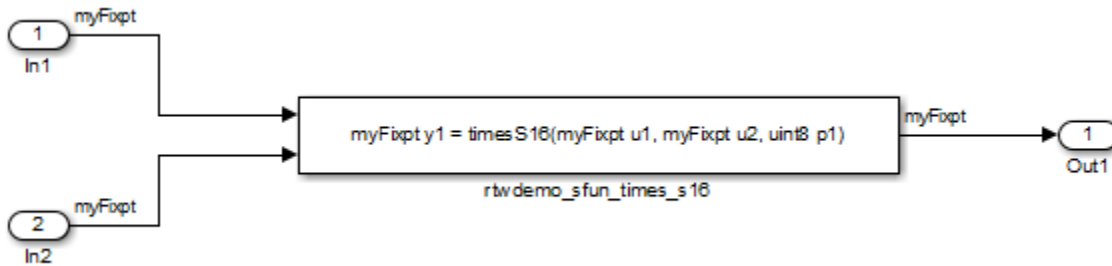 myFixpt
1
In1
myFixpt y1 = timesS16(myFixpt u1, myFixpt u2, uint8 p1)
myFixpt
1
Out1
rtwdemo_sfun_times_s16
myFixpt
2
In2